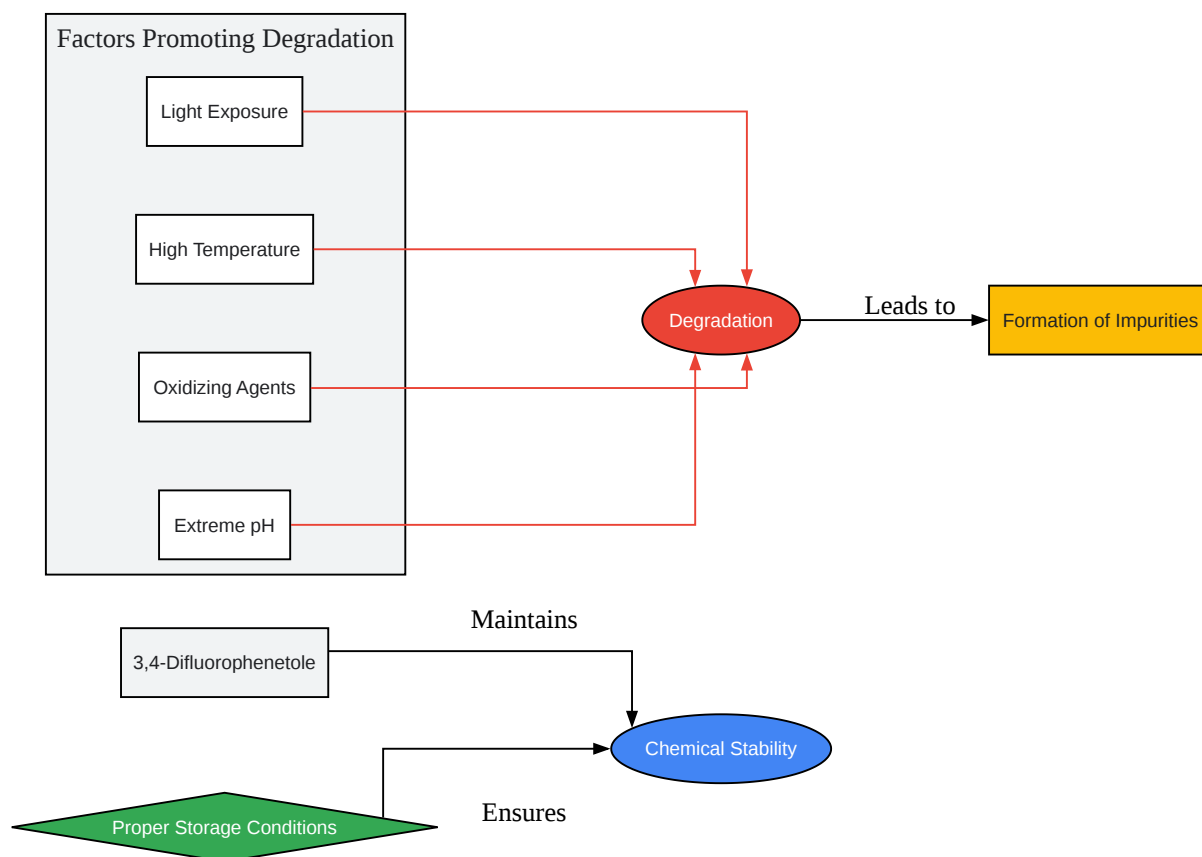 Factors Promoting Degradation
Light Exposure
High Temperature
Degradation
Leads to
Formation of Impurities
Oxidizing Agents
Extreme pH
Maintains
3,4-Difluorophenetole
Chemical Stability
Ensures
Proper Storage Conditions